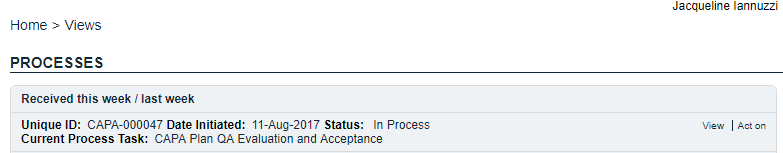 Jacqueline Iannuzzi
Home > Views
PROCESSES
Received this week / last week
Unique ID: CAPA-000047 Date Initiated: 11-Aug-2017 Status: In Process
View | Act on
Current Process Task: CAPA Plan QA Evaluation and Acceptance